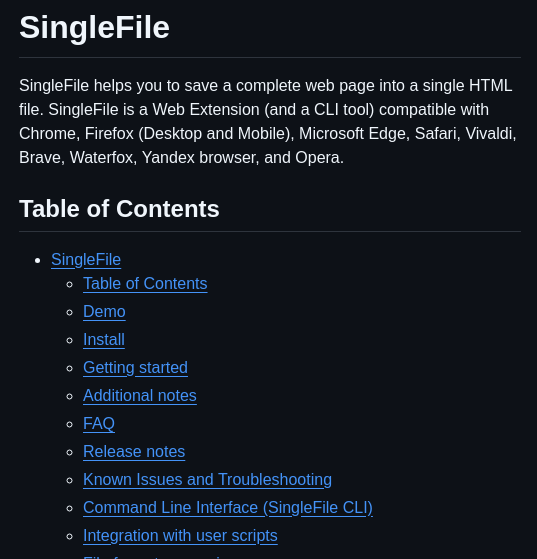 SingleFile
SingleFile helps you to save a complete web page into a single HTML
file. SingleFile is a Web Extension (and a CLI tool) compatible with
Chrome, Firefox (Desktop and Mobile), Microsoft Edge, Safari, Vivaldi,
Brave, Waterfox, Yandex browser, and Opera.
Table of Contents
SingleFile
Table of Contents
Demo
Install
Getting started
Additional notes
FAQ
Release notes
Known Issues and Troubleshooting
Command Line Interface (SingleFile CLI)
Integration with user scripts